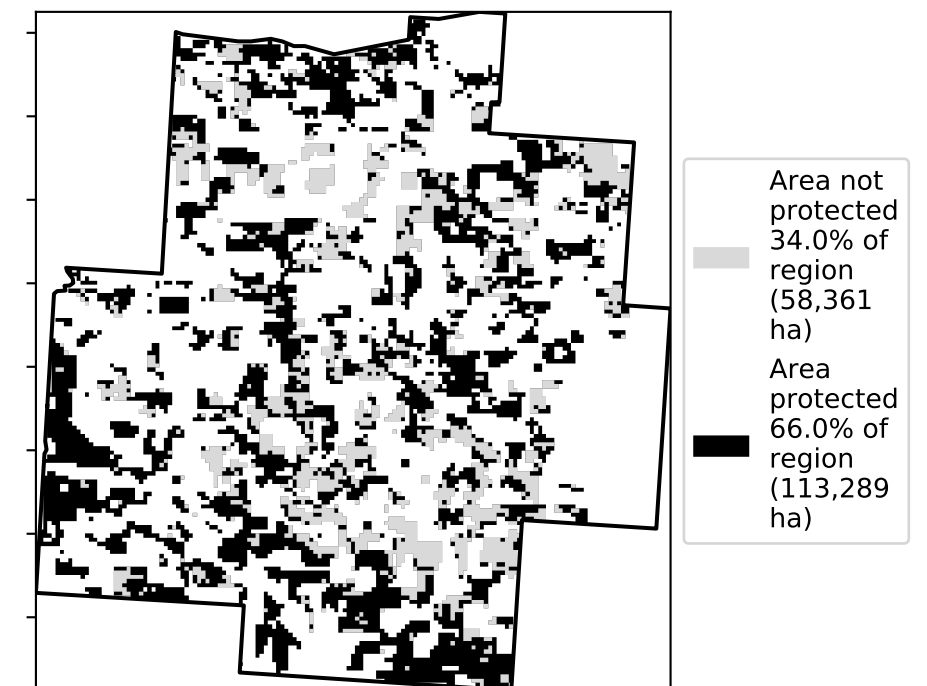 Area not
protected
34.0% of
region
(58,361
ha)
Area
protected
66.0% of
region
(113,289
ha)